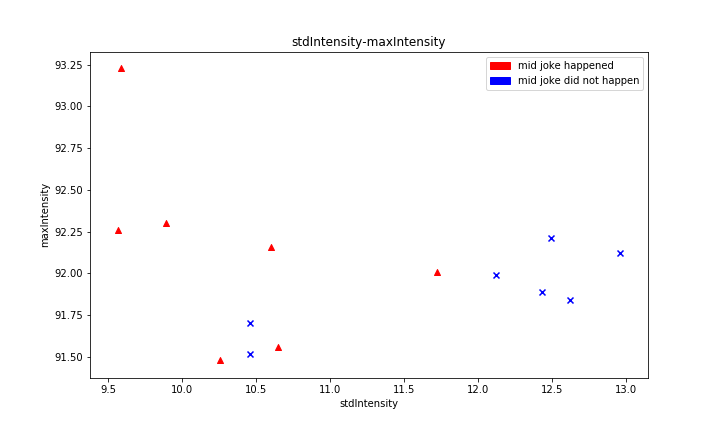 stdIntensity-maxIntensity
mid joke happened
mid joke did not happen
93.25
93.00
92.75
92.50
92.25
92.00
91.75
91.50
maxIntensity
9.5 10.0 10.5 11.0 11.5 12.0 12.5 13.0
stdIntensity